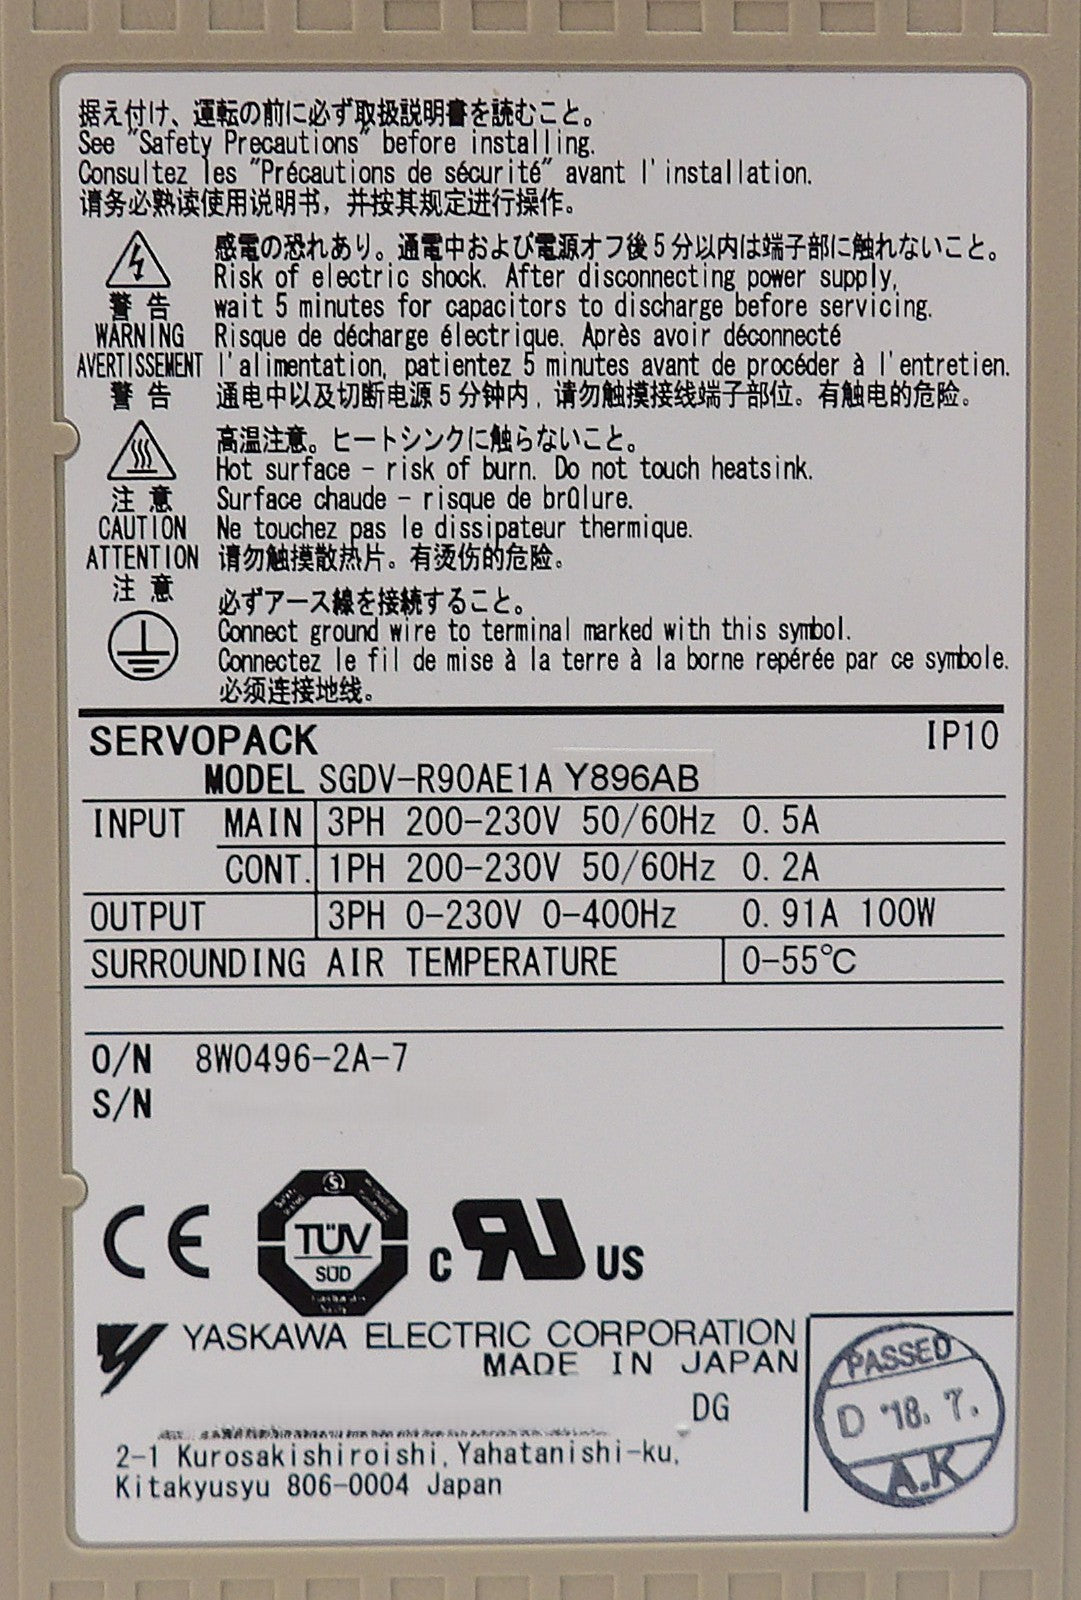 据え付け、運転の前に必ず取扱説明書を読むこと。
See "Safety Precautions" before installing.
Consultez les "Précautions de sécurité" avant l'installation.
请务必熟读使用说明书，并按其规定进行操作。
警 告
WARNING
AVERTISSEMENT
警 告
感電の恐れあり。通電中および電源オフ後5分以内は端子部に触れないこと。
Risk of electric shock. After disconnecting power supply,
wait 5 minutes for capacitors to discharge before servicing.
Risque de décharge électrique. Après avoir déconnecté
l'alimentation, patientez 5 minutes avant de procéder à l'entretien.
通电中以及切断电源5分钟内，请勿触摸接线端子部位。有触电的危险。
注 意
CAUTION
ATTENTION
注 意
高温注意。ヒートシンクに触らないこと。
Hot surface - risk of burn. Do not touch heatsink.
Surface chaude - risque de brûlure.
Ne touchez pas le dissipateur thermique.
请勿触摸散热片。有烫伤的危险。
必ずアース線を接続すること。
Connect ground wire to terminal marked with this symbol.
Connectez le fil de mise à la terre à la borne repérée par ce symbole.
必须连接地线。
SERVOPACK IP10
MODEL SGDV-R90AE1A Y896AB
INPUT MAIN 3PH 200-230V 50/60Hz 0.5A
CONT. 1PH 200-230V 50/60Hz 0.2A
OUTPUT 3PH 0-230V 0-400Hz 0.91A 100W
SURROUNDING AIR TEMPERATURE 0-55℃
O/N 8W0496-2A-7
S/N
CE
TÜV
SÜD
c RU US
YASKAWA ELECTRIC CORPORATION
MADE IN JAPAN
DG
2-1 Kurosakishiroishi, Yahatanishi-ku,
Kitakyusyu 806-0004 Japan
PASSED
D '18. 7.
A.K